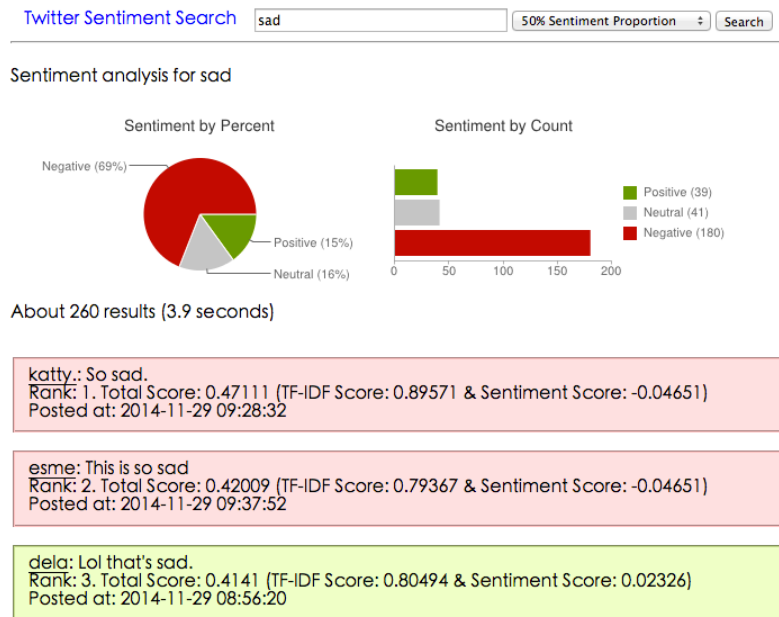 Twitter Sentiment Search sad 50% Sentiment Proportion Search
Sentiment analysis for sad
Sentiment by Percent
Negative (69%)
Positive (15%)
Neutral (16%)
Sentiment by Count
Positive (39)
Neutral (41)
Negative (180)
0 50 100 150 200
About 260 results (3.9 seconds)
katty.: So sad.
Rank: 1. Total Score: 0.47111 (TF-IDF Score: 0.89571 & Sentiment Score: -0.04651)
Posted at: 2014-11-29 09:28:32
esme: This is so sad
Rank: 2. Total Score: 0.42009 (TF-IDF Score: 0.79367 & Sentiment Score: -0.04651)
Posted at: 2014-11-29 09:37:52
dela: Lol that's sad.
Rank: 3. Total Score: 0.4141 (TF-IDF Score: 0.80494 & Sentiment Score: 0.02326)
Posted at: 2014-11-29 08:56:20